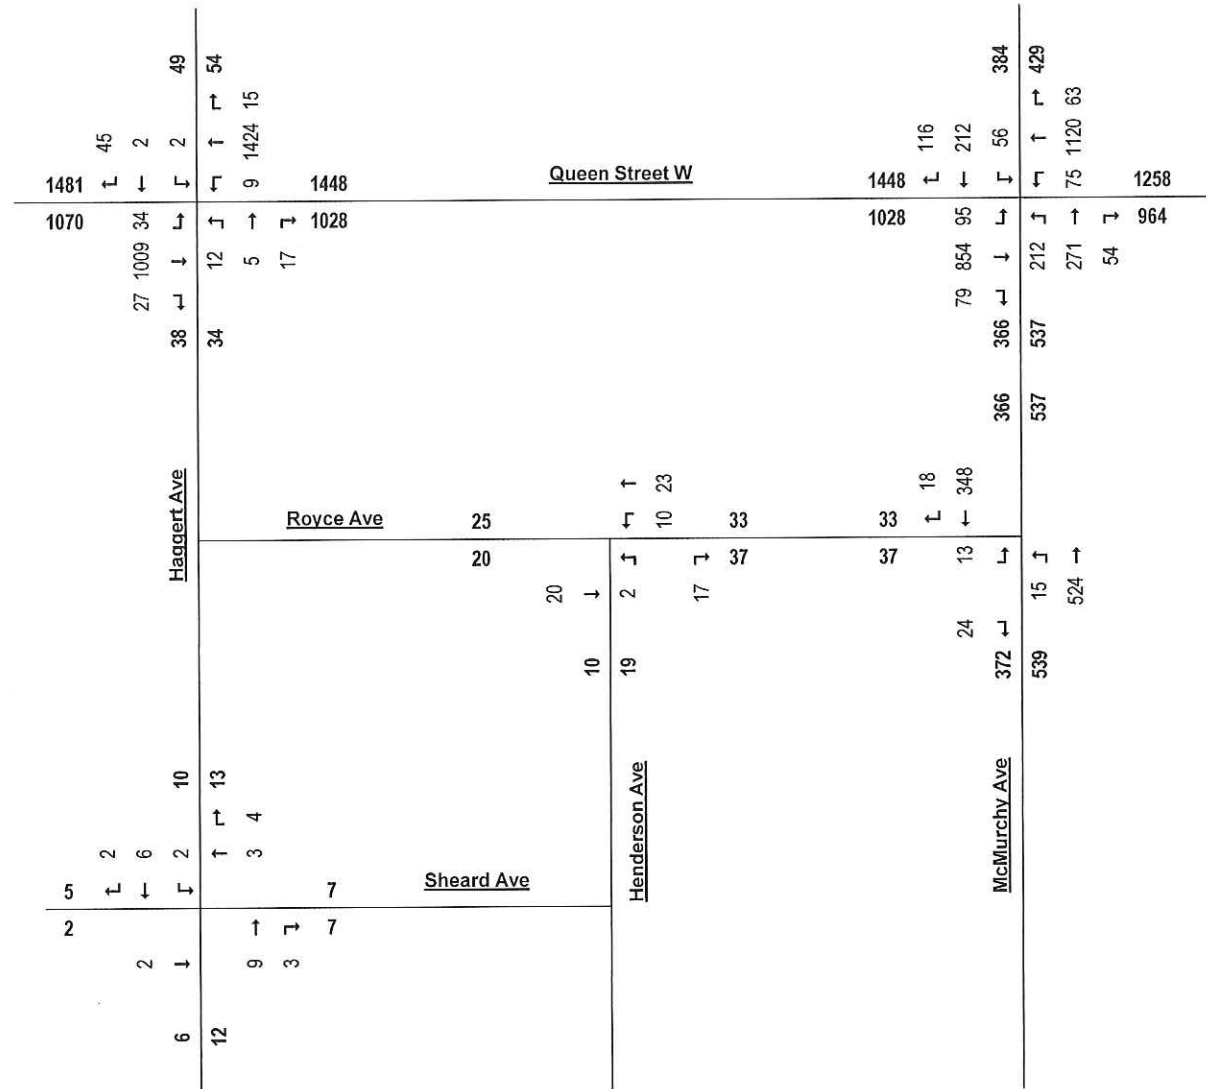 49 54 384 429
15 63
45 2 2 1424 116 212 56 1120
1481 9 1448 Queen Street W 1448 75 1258
1070 34 1028 1028 95 964
1009 12 5 17 854 212 271 54
27 79
38 34 366 537
366 537
Haggert Ave
23 18 348
Royce Ave 25 10 33 33
20 37 37 13
20 2 17 15 524
24
10 19 372 539
10 13
Henderson Ave
McMurchy Ave
4
2 6 2 3
5 7 Sheard Ave
2 7
2 9 3
6 12